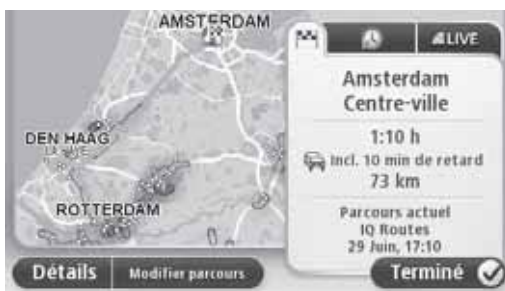 AMSTERDAM
DEN HAAG
ROTTERDAM
LIVE
Amsterdam
Centre-ville
1:10 h
Incl. 10 min de retard
73 km
Parcours actuel
IQ Routes
29 Juin, 17:10
Détails
Modifier parcours
Terminé